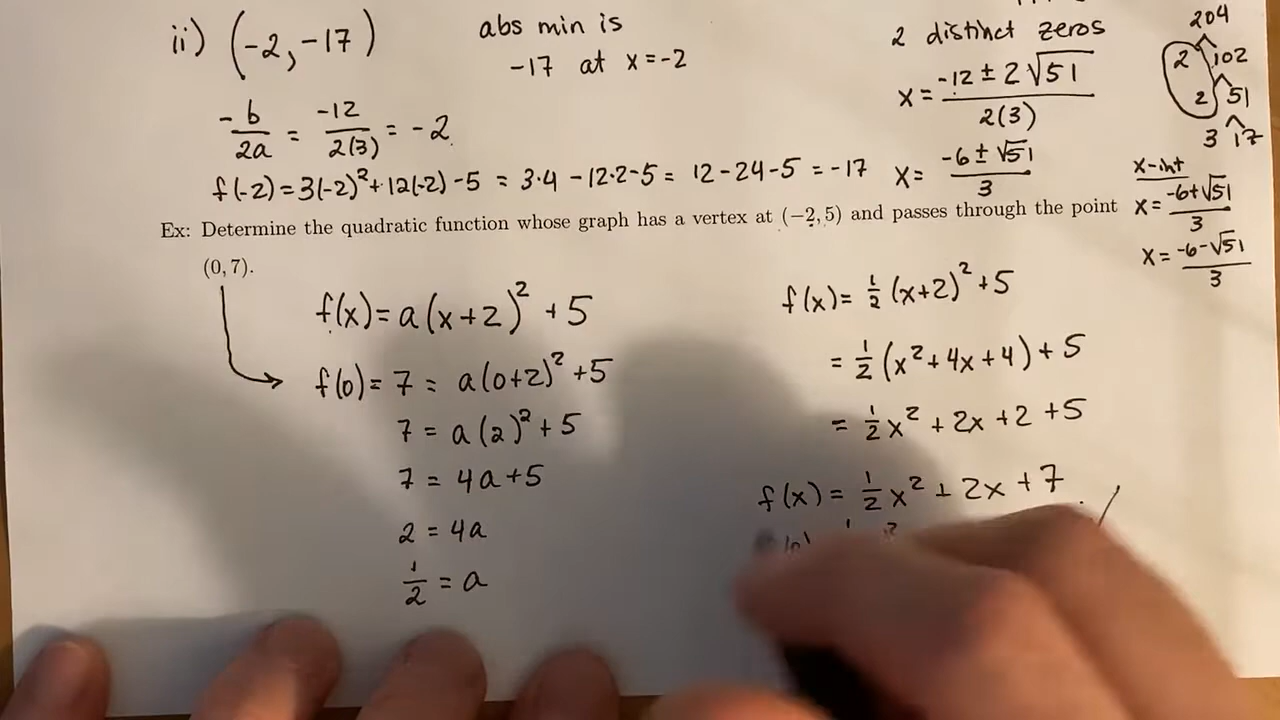 ii) (-2, -17)
abs min is
-17 at x = -2
-b/2a = -12/2(3) = -2
f(-2) = 3(-2)² + 12(-2) - 5 = 3·4 - 12·2 - 5 = 12 - 24 - 5 = -17
2 distinct zeros
x = (-12 ± 2√51)/2(3)
x = (-6 ± √51)/3
204
2 102
2 51
3 17
x-int
x = (-6+√51)/3
x = (-6-√51)/3
Ex: Determine the quadratic function whose graph has a vertex at (−2, 5) and passes through the point
(0, 7).
f(x) = a(x+2)² + 5
f(0) = 7 = a(0+2)² + 5
7 = a(2)² + 5
7 = 4a + 5
2 = 4a
1/2 = a
f(x) = 1/2 (x+2)² + 5
= 1/2 (x² + 4x + 4) + 5
= 1/2 x² + 2x + 2 + 5
f(x) = 1/2 x² + 2x + 7